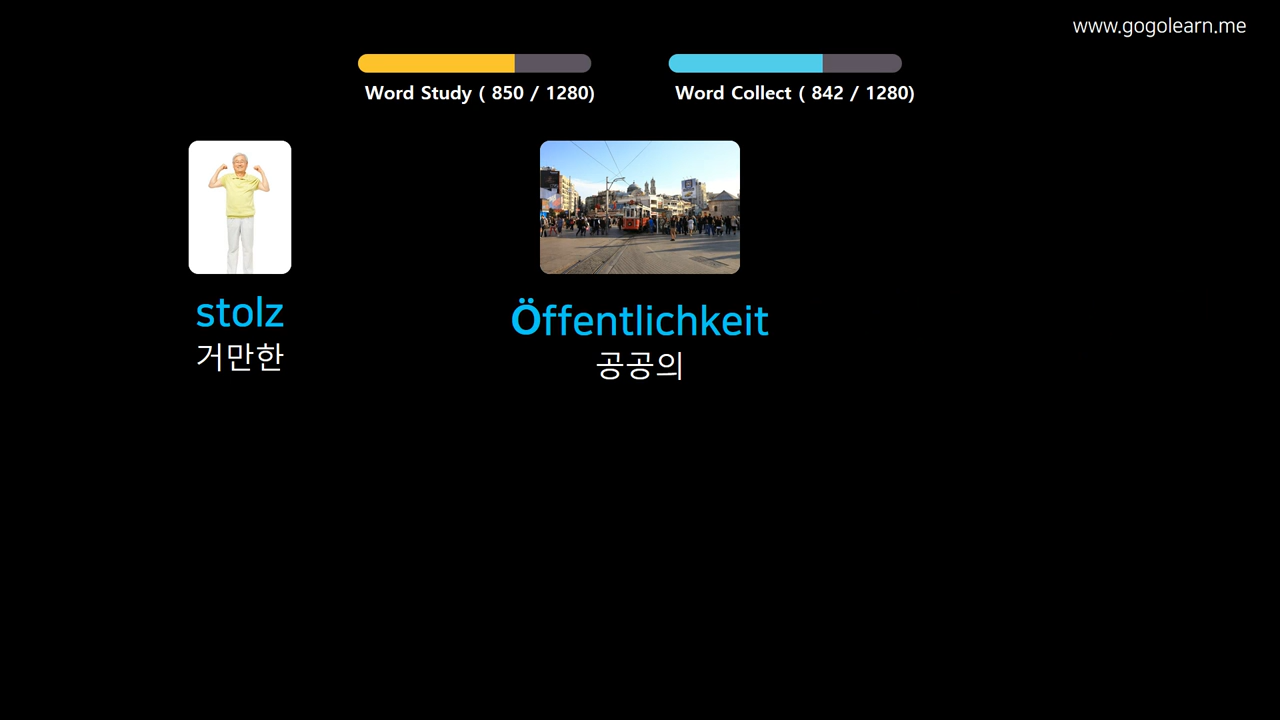 www.gogolearn.me
Word Study ( 850 / 1280)
Word Collect ( 842 / 1280)
stolz
거만한
Öffentlichkeit
공공의